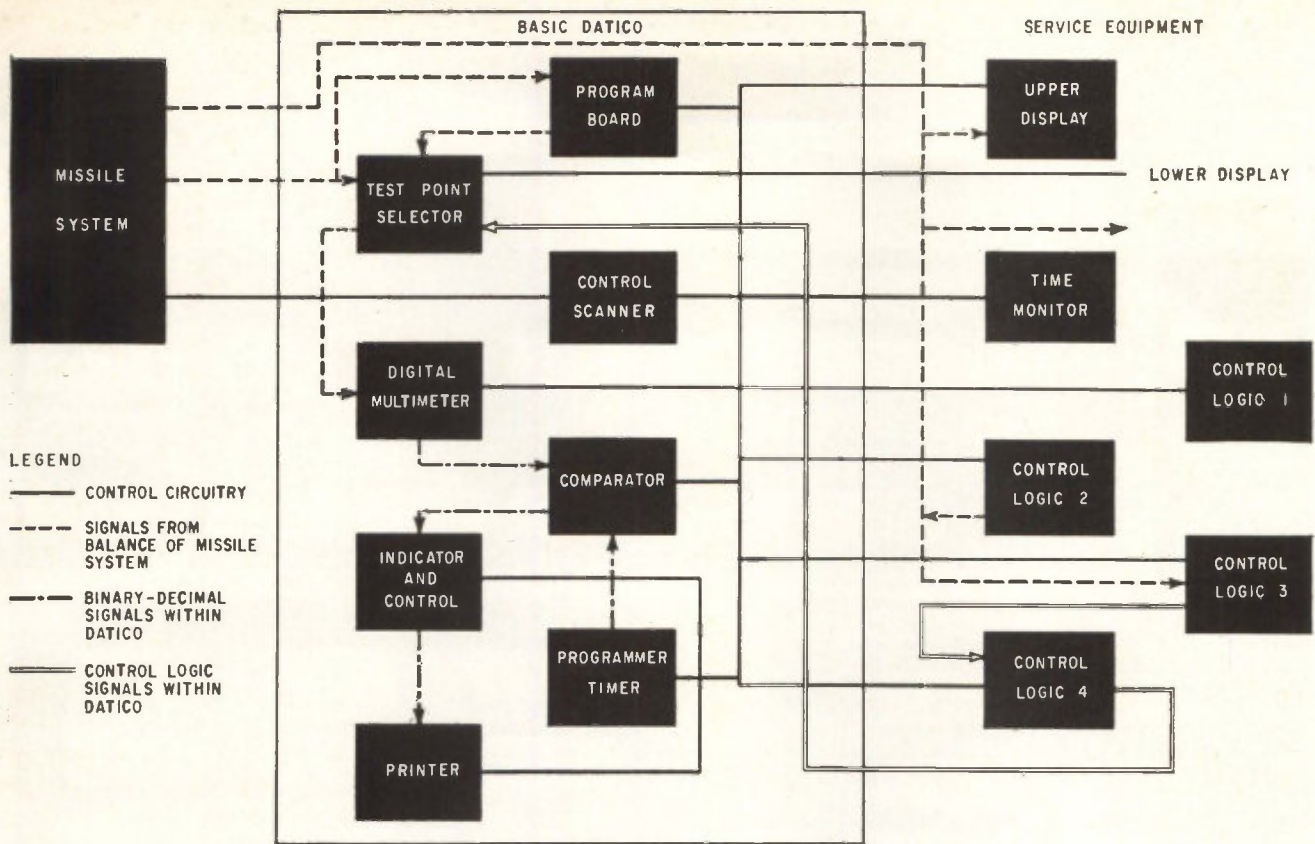 BASIC DATICO
SERVICE EQUIPMENT
MISSILE
SYSTEM
PROGRAM
BOARD
UPPER
DISPLAY
TEST POINT
SELECTOR
LOWER DISPLAY
CONTROL
SCANNER
TIME
MONITOR
DIGITAL
MULTIMETER
CONTROL
LOGIC 1
COMPARATOR
CONTROL
LOGIC 2
INDICATOR
AND
CONTROL
CONTROL
LOGIC 3
PROGRAMMER
TIMER
CONTROL
LOGIC 4
PRINTER
LEGEND
CONTROL CIRCUITRY
SIGNALS FROM
BALANCE OF MISSILE
SYSTEM
BINARY-DECIMAL
SIGNALS WITHIN
DATICO
CONTROL LOGIC
SIGNALS WITHIN
DATICO